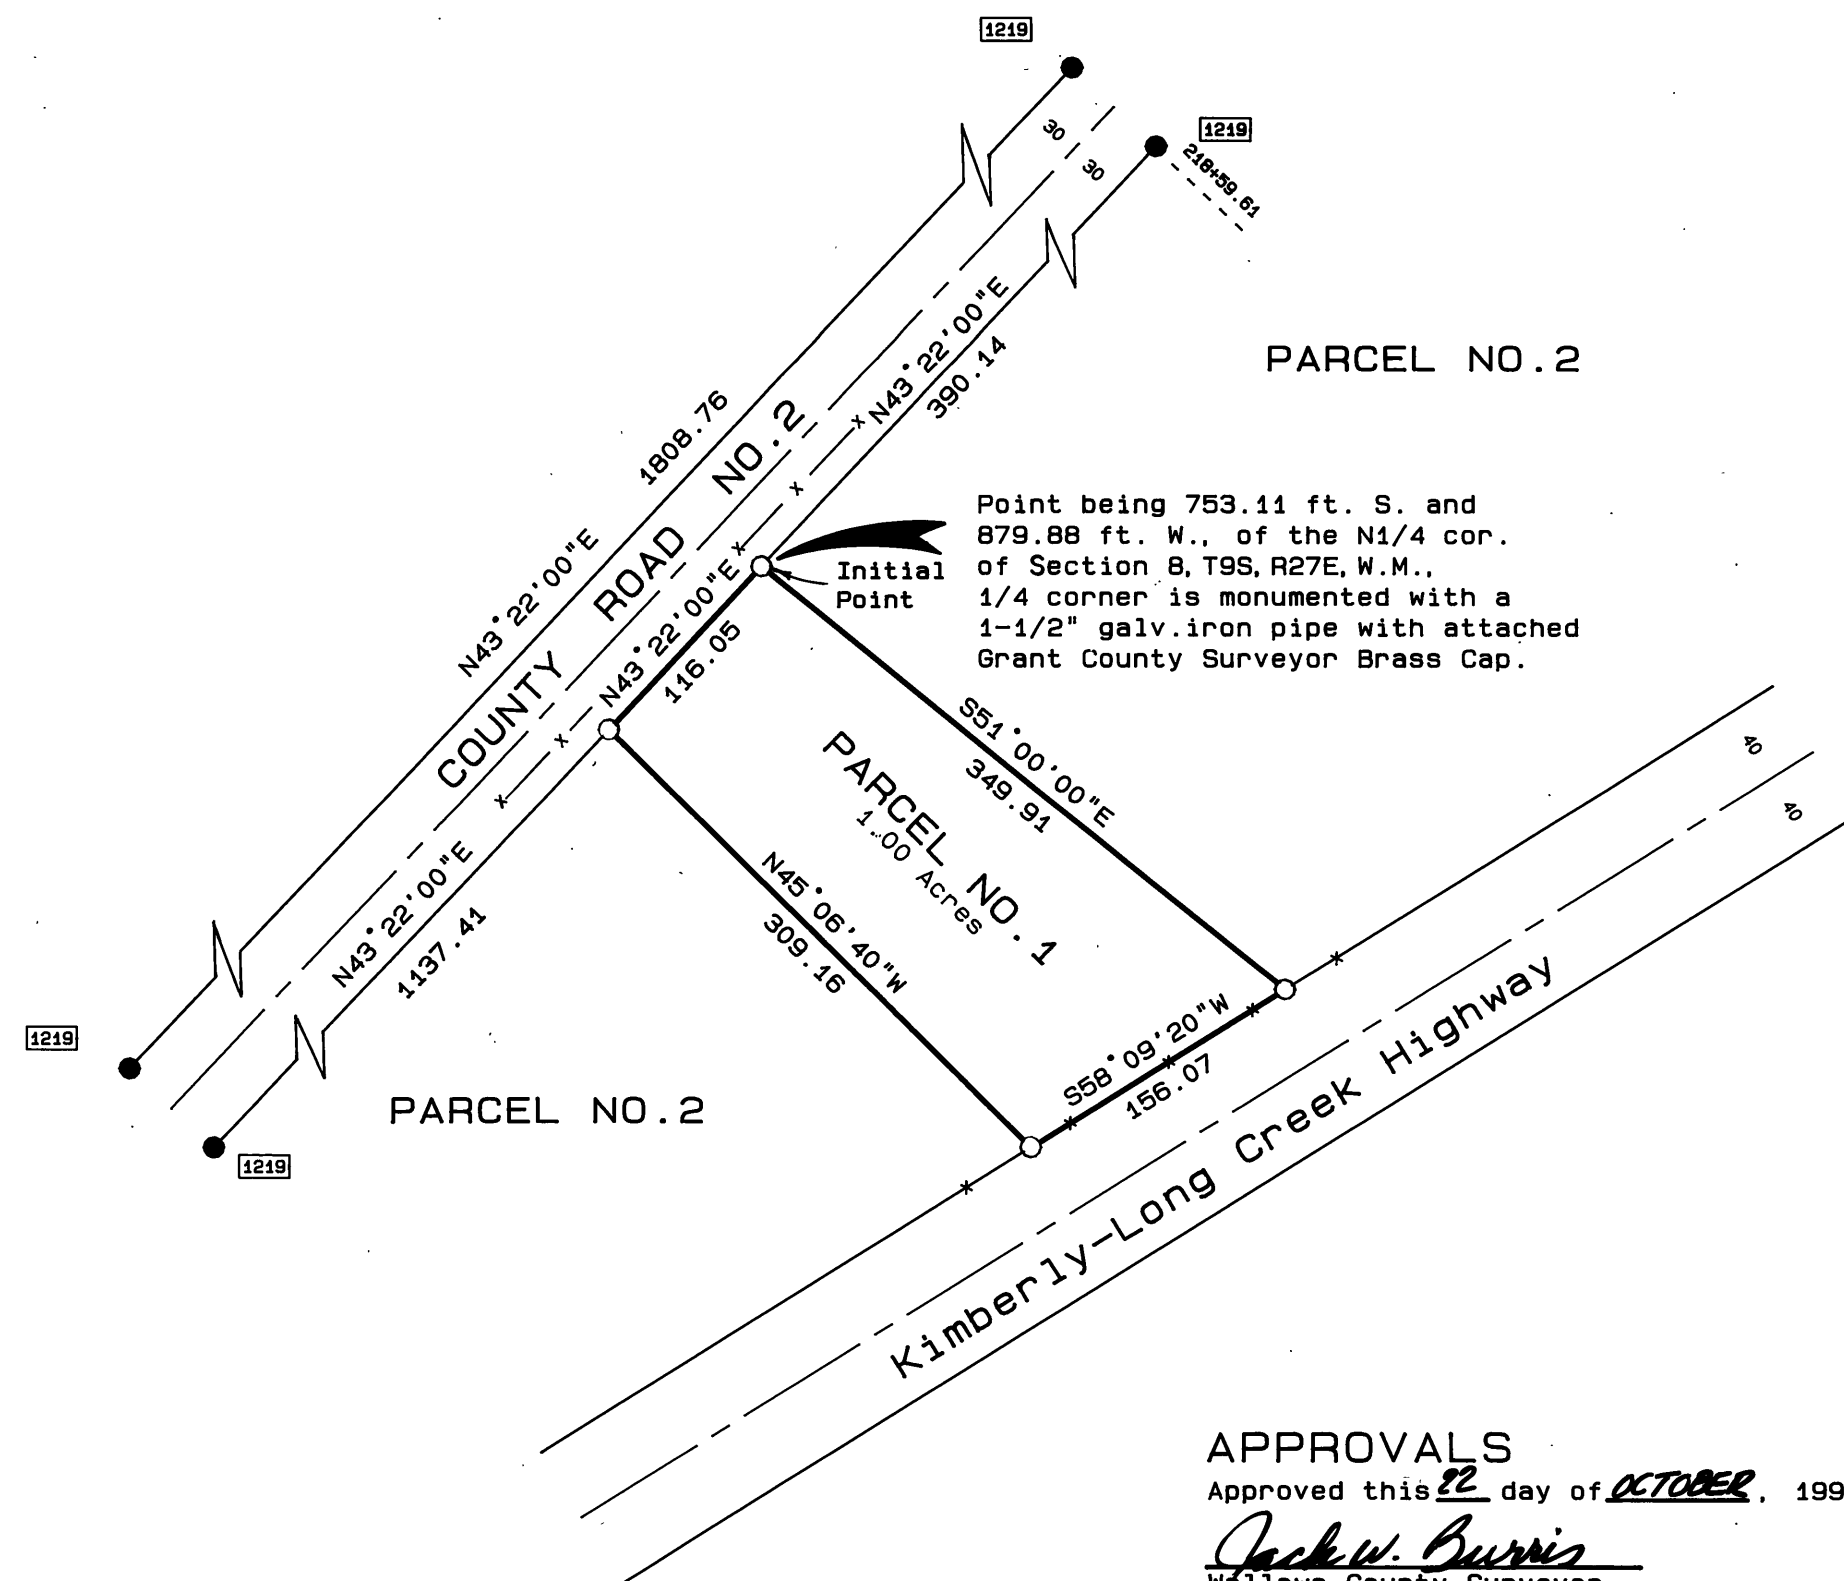 1219
1219
30
30
218+59.61
N43°22'00"E
390.14
PARCEL NO.2
1808.76
N43°22'00"E
COUNTY ROAD NO.2
Point being 753.11 ft. S. and
879.88 ft. W., of the N1/4 cor.
of Section 8, T9S, R27E, W.M.,
1/4 corner is monumented with a
1-1/2" galv.iron pipe with attached
Grant County Surveyor Brass Cap.
Initial
Point
N43°22'00"E
116.05
S51°00'00"E
349.91
PARCEL NO.1
1.00 Acres
N45°06'40"W
309.16
40
40
N43°22'00"E
1137.41
S58°09'20"W
156.07
1219
1219
PARCEL NO.2
Kimberly-Long Creek Highway
APPROVALS
Approved this 22 day of OCTOBER, 199
Jack W. Burris
Wallowa County Surveyor